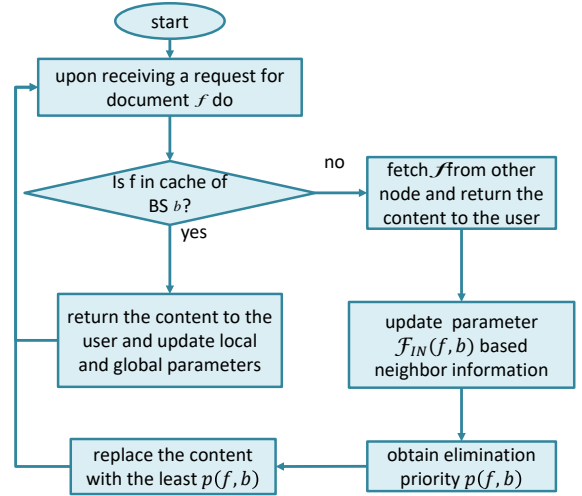 start
upon receiving a request for
document 𝒻 do
Is f in cache of
BS 𝑏?
no
yes
fetch 𝒻 from other
node and return the
content to the user
return the content to the
user and update local
and global parameters
update parameter
ℱ_{IN}(f, b) based
neighbor information
replace the content
with the least p(f, b)
obtain elimination
priority p(f, b)